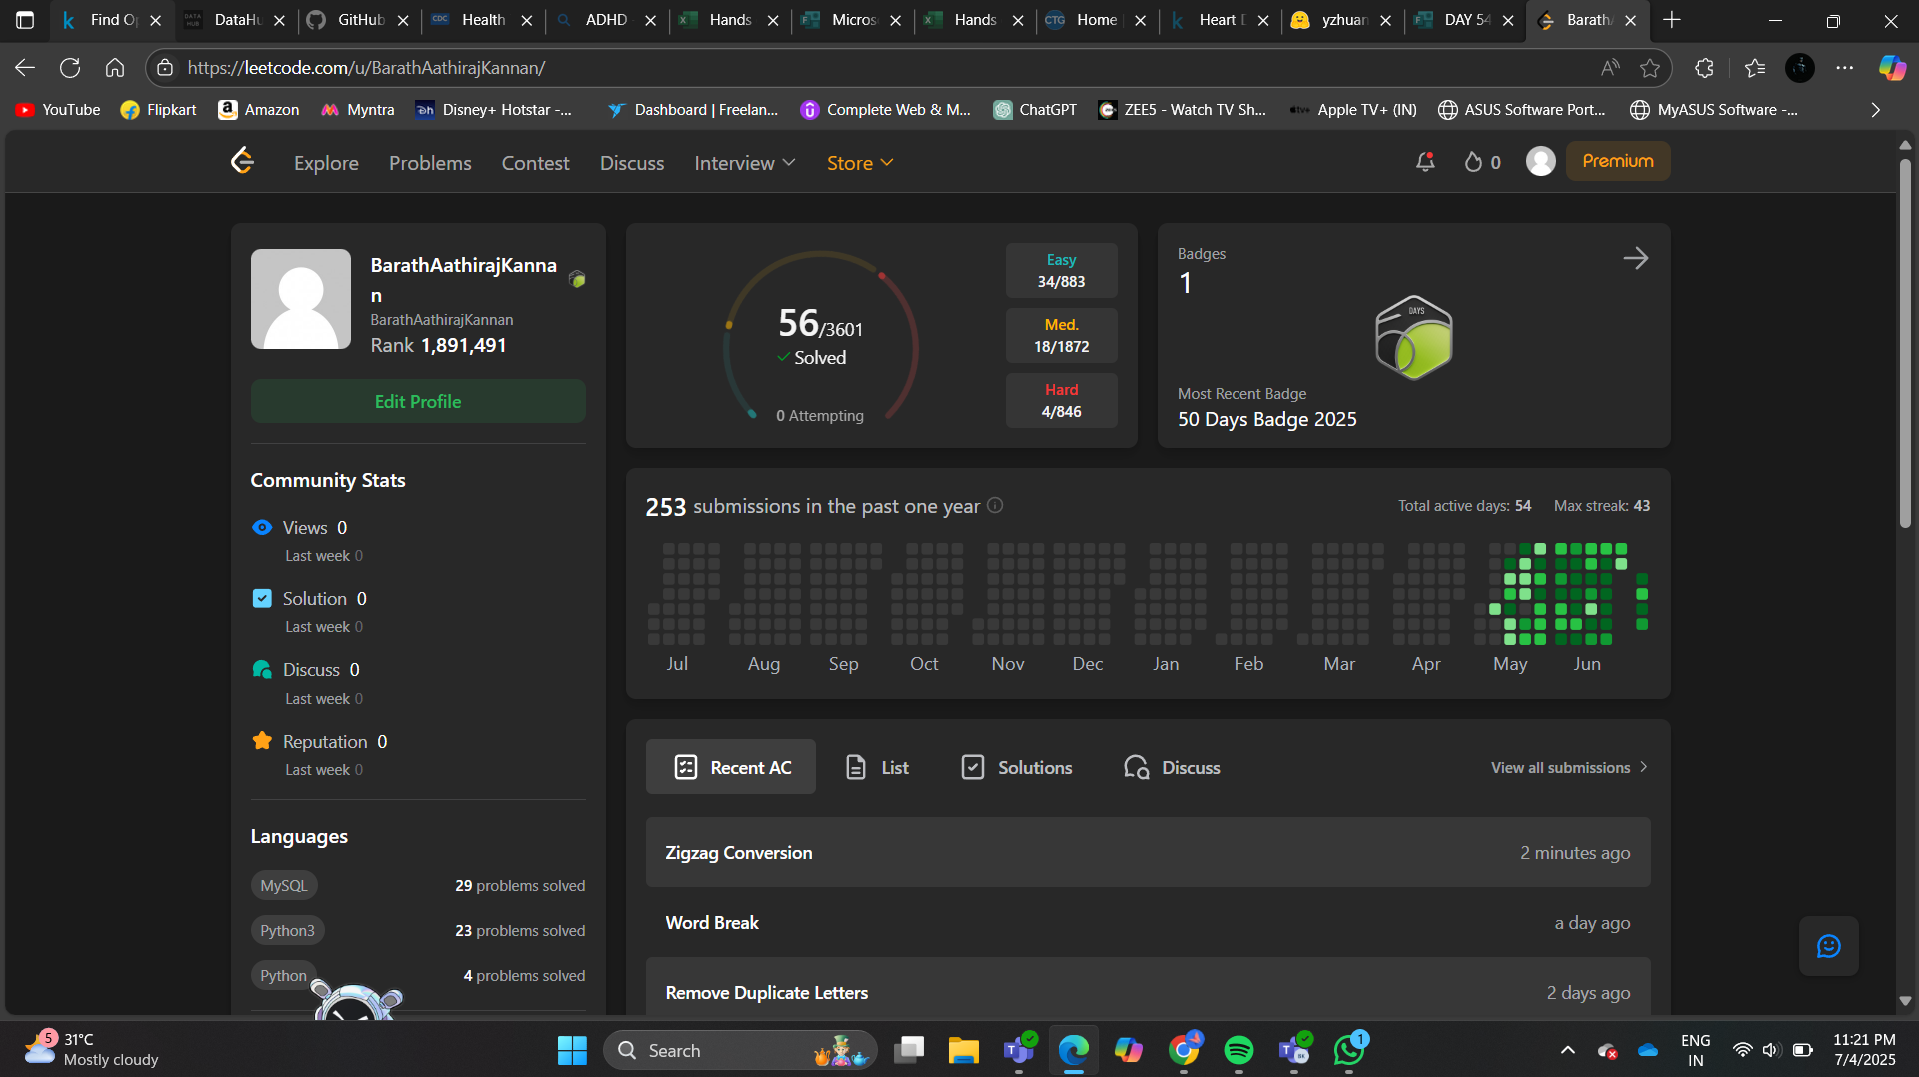 Find Op
DATA HUB
DataHu
GitHub
CDC
Health
ADHD
Hands
Micros
Hands
CTG
Home
Heart D
yzhuan
DAY 54
Barath
https://leetcode.com/u/BarathAathirajKannan/
YouTube
Flipkart
Amazon
Myntra
Disney+ Hotstar -...
Dashboard | Freelan...
Complete Web & M...
ChatGPT
ZEE5 - Watch TV Sh...
Apple TV+ (IN)
ASUS Software Port...
MyASUS Software -...
Explore
Problems
Contest
Discuss
Interview
Store
0
Premium
BarathAathirajKanna
n
BarathAathirajKannan
Rank 1,891,491
Edit Profile
Community Stats
Views 0
Last week 0
Solution 0
Last week 0
Discuss 0
Last week 0
Reputation 0
Last week 0
Languages
MySQL 29 problems solved
Python3 23 problems solved
Python 4 problems solved
56/3601
Solved
0 Attempting
Easy
34/883
Med.
18/1872
Hard
4/846
Badges
1
DAYS
Most Recent Badge
50 Days Badge 2025
253 submissions in the past one year
Total active days: 54 Max streak: 43
Jul Aug Sep Oct Nov Dec Jan Feb Mar Apr May Jun
Recent AC
List
Solutions
Discuss
View all submissions
Zigzag Conversion 2 minutes ago
Word Break a day ago
Remove Duplicate Letters 2 days ago
5
31°C
Mostly cloudy
Search
1
ENG
IN
11:21 PM
7/4/2025